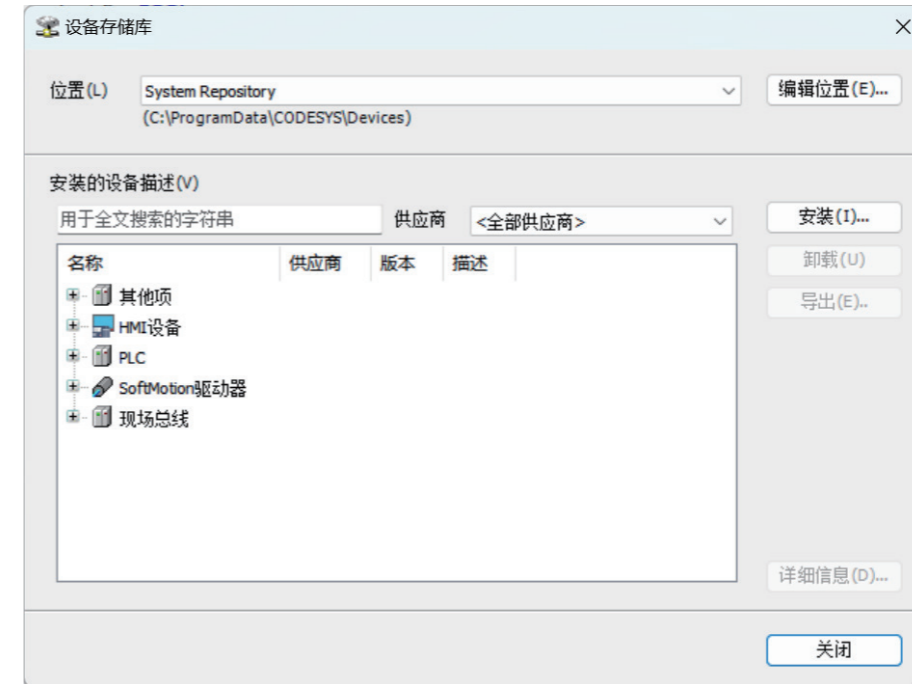 设备存储库
位置(L) System Repository 编辑位置(E)...
(C:\ProgramData\CODESYS\Devices)
安装的设备描述(V)
用于全文搜索的字符串 供应商 <全部供应商> 安装(I)...
名称 供应商 版本 描述 卸载(U)
其他项 导出(E)..
HMI设备
PLC
SoftMotion驱动器
现场总线
详细信息(D)...
关闭